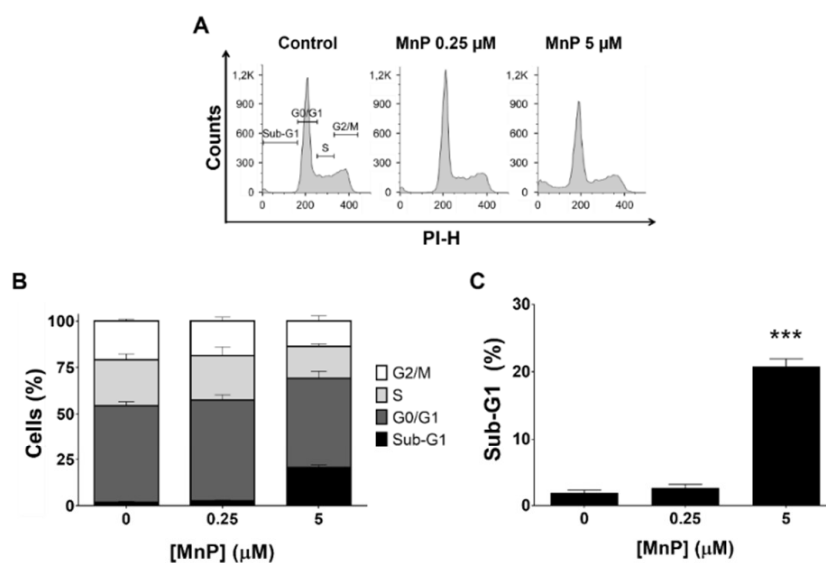 A
Control
MnP 0.25 µM
MnP 5 µM
Counts
1,2K
900
600
300
0
0 200 400
Sub-G1
G0/G1
S
G2/M
1,2K
900
600
300
0
0 200 400
1,2K
900
600
300
0
0 200 400
PI-H
B
Cells (%)
100
75
50
25
0
0 0.25 5
[MnP] (µM)
G2/M
S
G0/G1
Sub-G1
C
Sub-G1 (%)
30
20
10
0
***
0 0.25 5
[MnP] (µM)